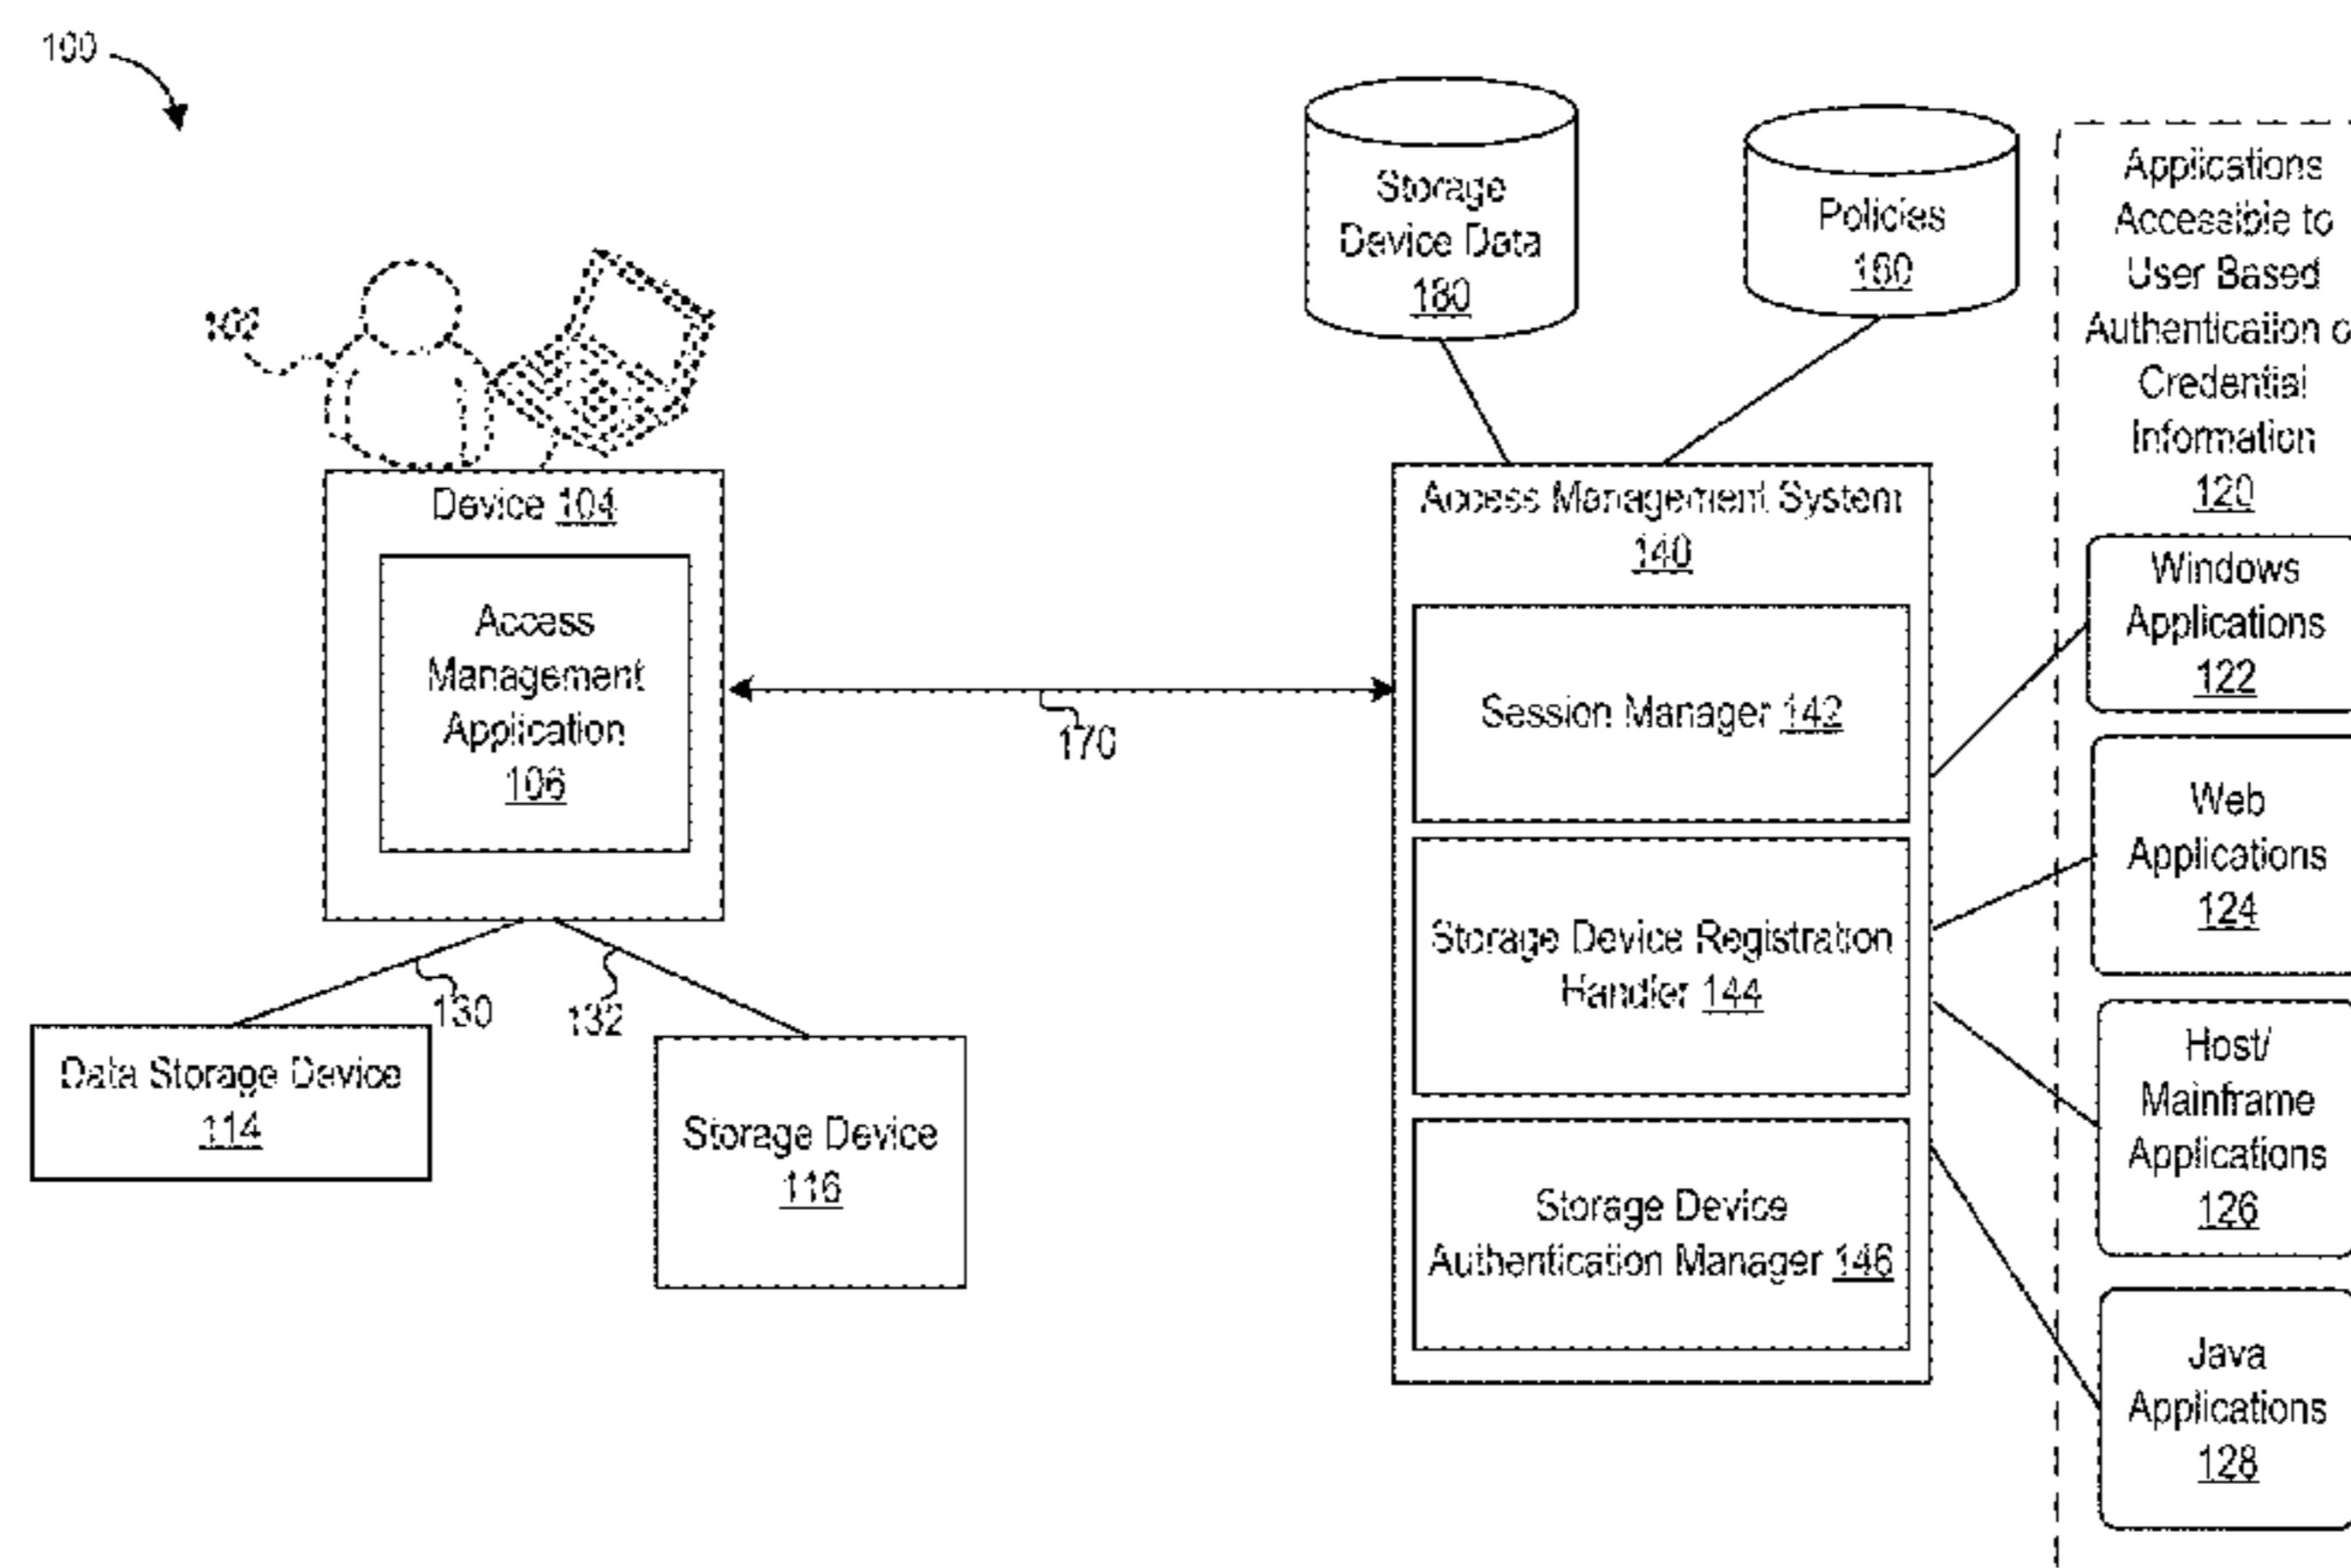 100
102
Device 104
Access
Management
Application
106
130
132
Data Storage Device
114
Storage Device
116
170
Storage
Device Data
180
Policies
160
Access Management System
140
Session Manager 142
Storage Device Registration
Handler 144
Storage Device
Authentication Manager 146
Applications
Accessible to
User Based
Authentication o
Credential
Information
120
Windows
Applications
122
Web
Applications
124
Host/
Mainframe
Applications
126
Java
Applications
128